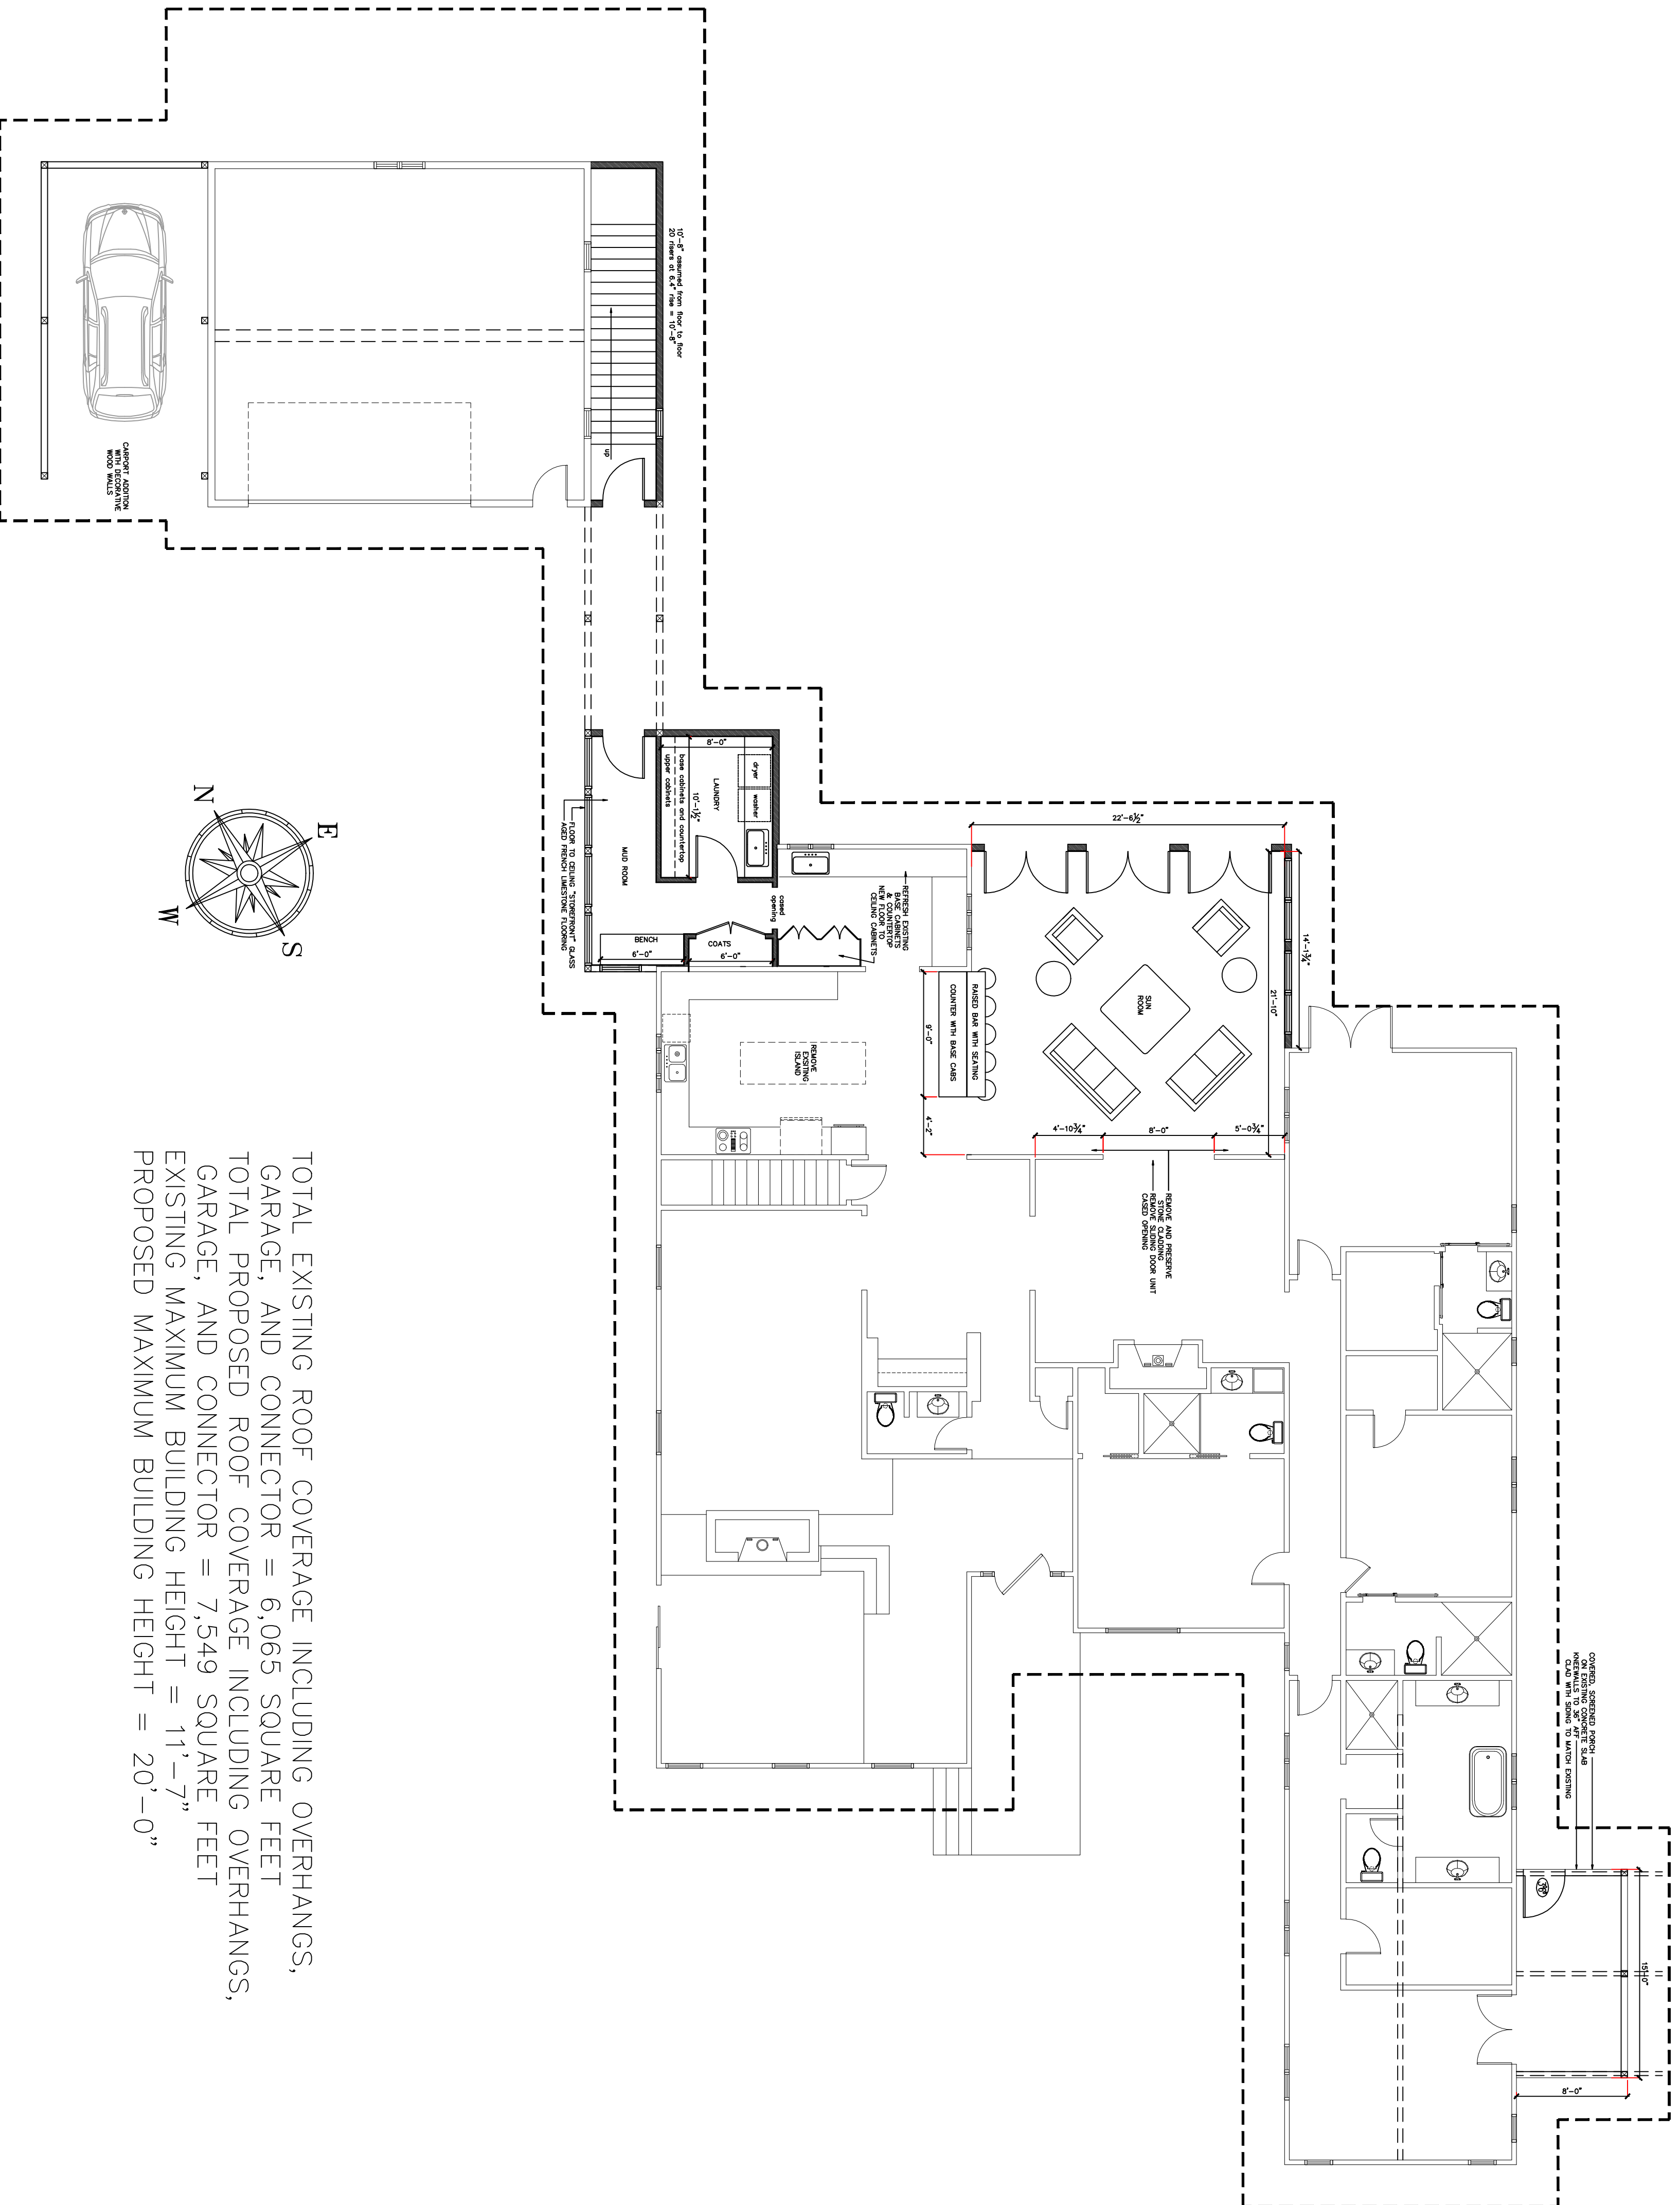 10'-8" assumed from floor to floor
20 risers at 6.4" rise = 10'-8"
up
CARPORT ADDITION
WITH DECORATIVE
WOOD WALLS
N
E
S
W
8'-0"
dryer
washer
LAUNDRY
10'-1½"
base cabinets and countertop
upper cabinets
MUD ROOM
FLOOR TO CEILING "STOREFRONT" GLASS
AGED FRENCH LIMESTONE FLOORING
cased
opening
BENCH
6'-0"
COATS
6'-0"
REFRESH EXISTING
BASE CABINETS
& COUNTERTOP
NEW FLOOR TO
CEILING CABINETS
22'-6½"
14'-1¾"
21'-10"
SUN
ROOM
RAISED BAR WITH SEATING
COUNTER WITH BASE CABS
9'-0"
4'-2"
REMOVE
EXSITING
ISLAND
4'-10¾"
8'-0"
5'-0¾"
REMOVE AND PRESERVE
STONE CLADDING
REMOVE SLIDING DOOR UNIT
CASED OPENING
COVERED, SCREENED PORCH
ON EXISTING CONCRETE SLAB
KNEEWALLS TO 36" AFF
CLAD WITH SIDING TO MATCH EXISTING
15'-0"
8'-0"
TOTAL EXISTING ROOF COVERAGE INCLUDING OVERHANGS,
GARAGE, AND CONNECTOR = 6,065 SQUARE FEET
TOTAL PROPOSED ROOF COVERAGE INCLUDING OVERHANGS,
GARAGE, AND CONNECTOR = 7,549 SQUARE FEET
EXISTING MAXIMUM BUILDING HEIGHT = 11'-7"
PROPOSED MAXIMUM BUILDING HEIGHT = 20'-0"